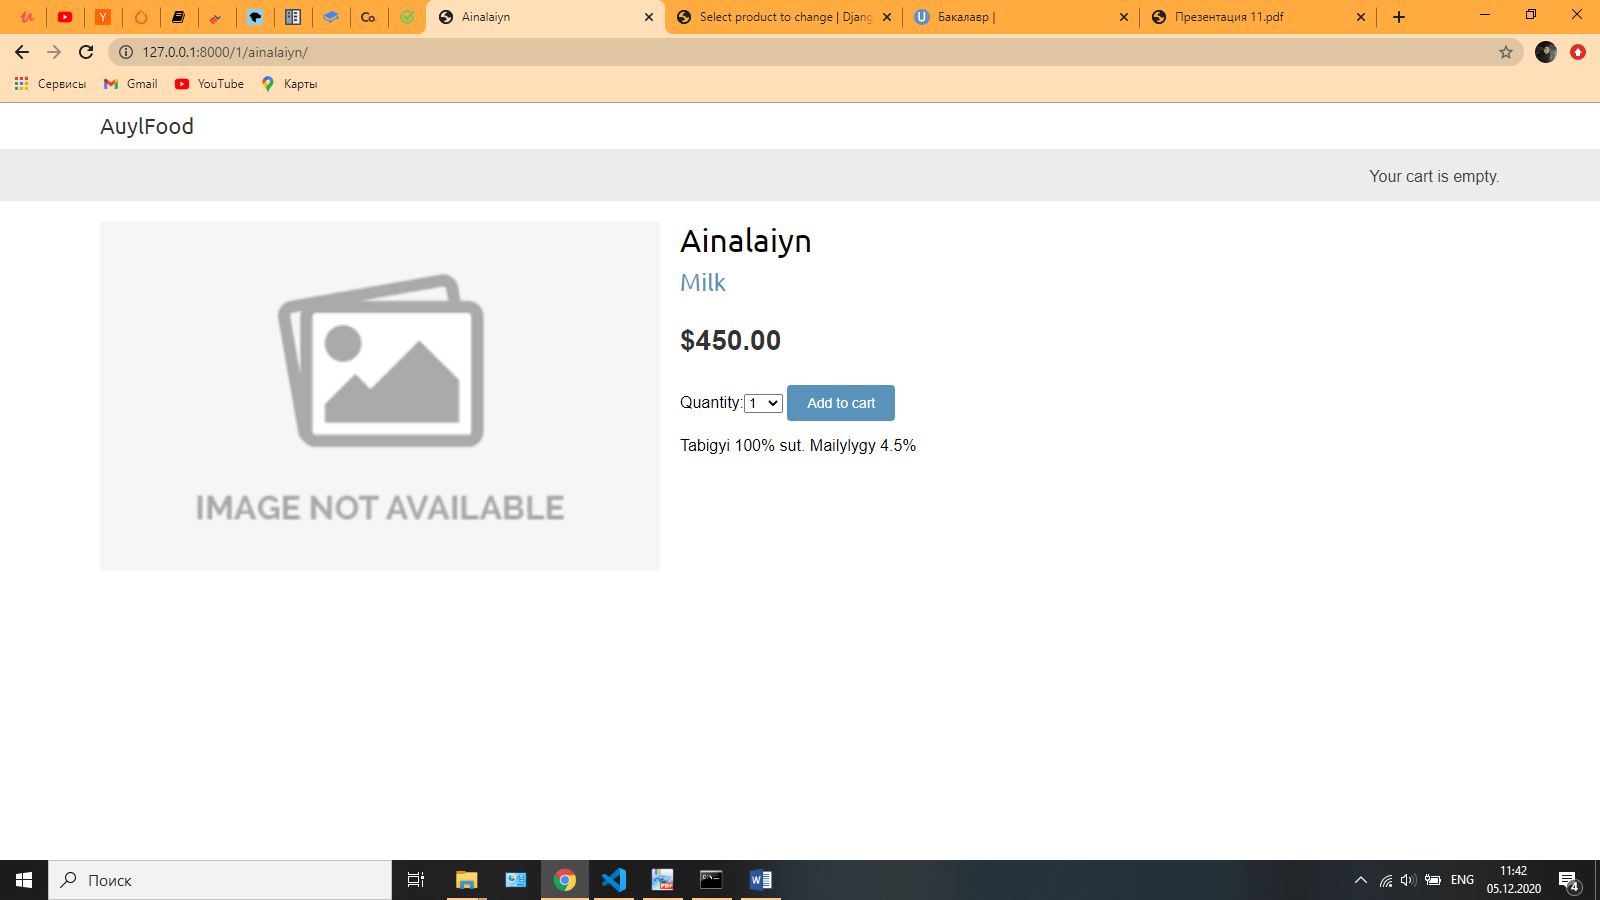 Ainalaiyn
Select product to change | Djang
Бакалавр |
Презентация 11.pdf
127.0.0.1:8000/1/ainalaiyn/
Сервисы
Gmail
YouTube
Карты
AuylFood
Your cart is empty.
IMAGE NOT AVAILABLE
Ainalaiyn
Milk
$450.00
Quantity: 1 Add to cart
Tabigyi 100% sut. Mailylygy 4.5%
Поиск
ENG
11:42
05.12.2020
4